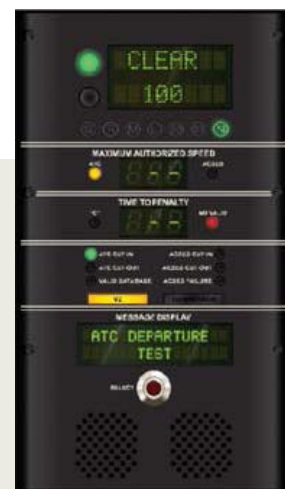 CLEAR
100
MAXIMUM AUTHORIZED SPEED
ATC ACSES
- -
TIME TO PENALTY
- -
ATC CUT IN ACSES CUT IN
ATC CUT OUT ACSES CUT OUT
VALID DATABASE ACSES FAILURE
MESSAGE DISPLAY
ATC DEPARTURE
TEST
SELECT